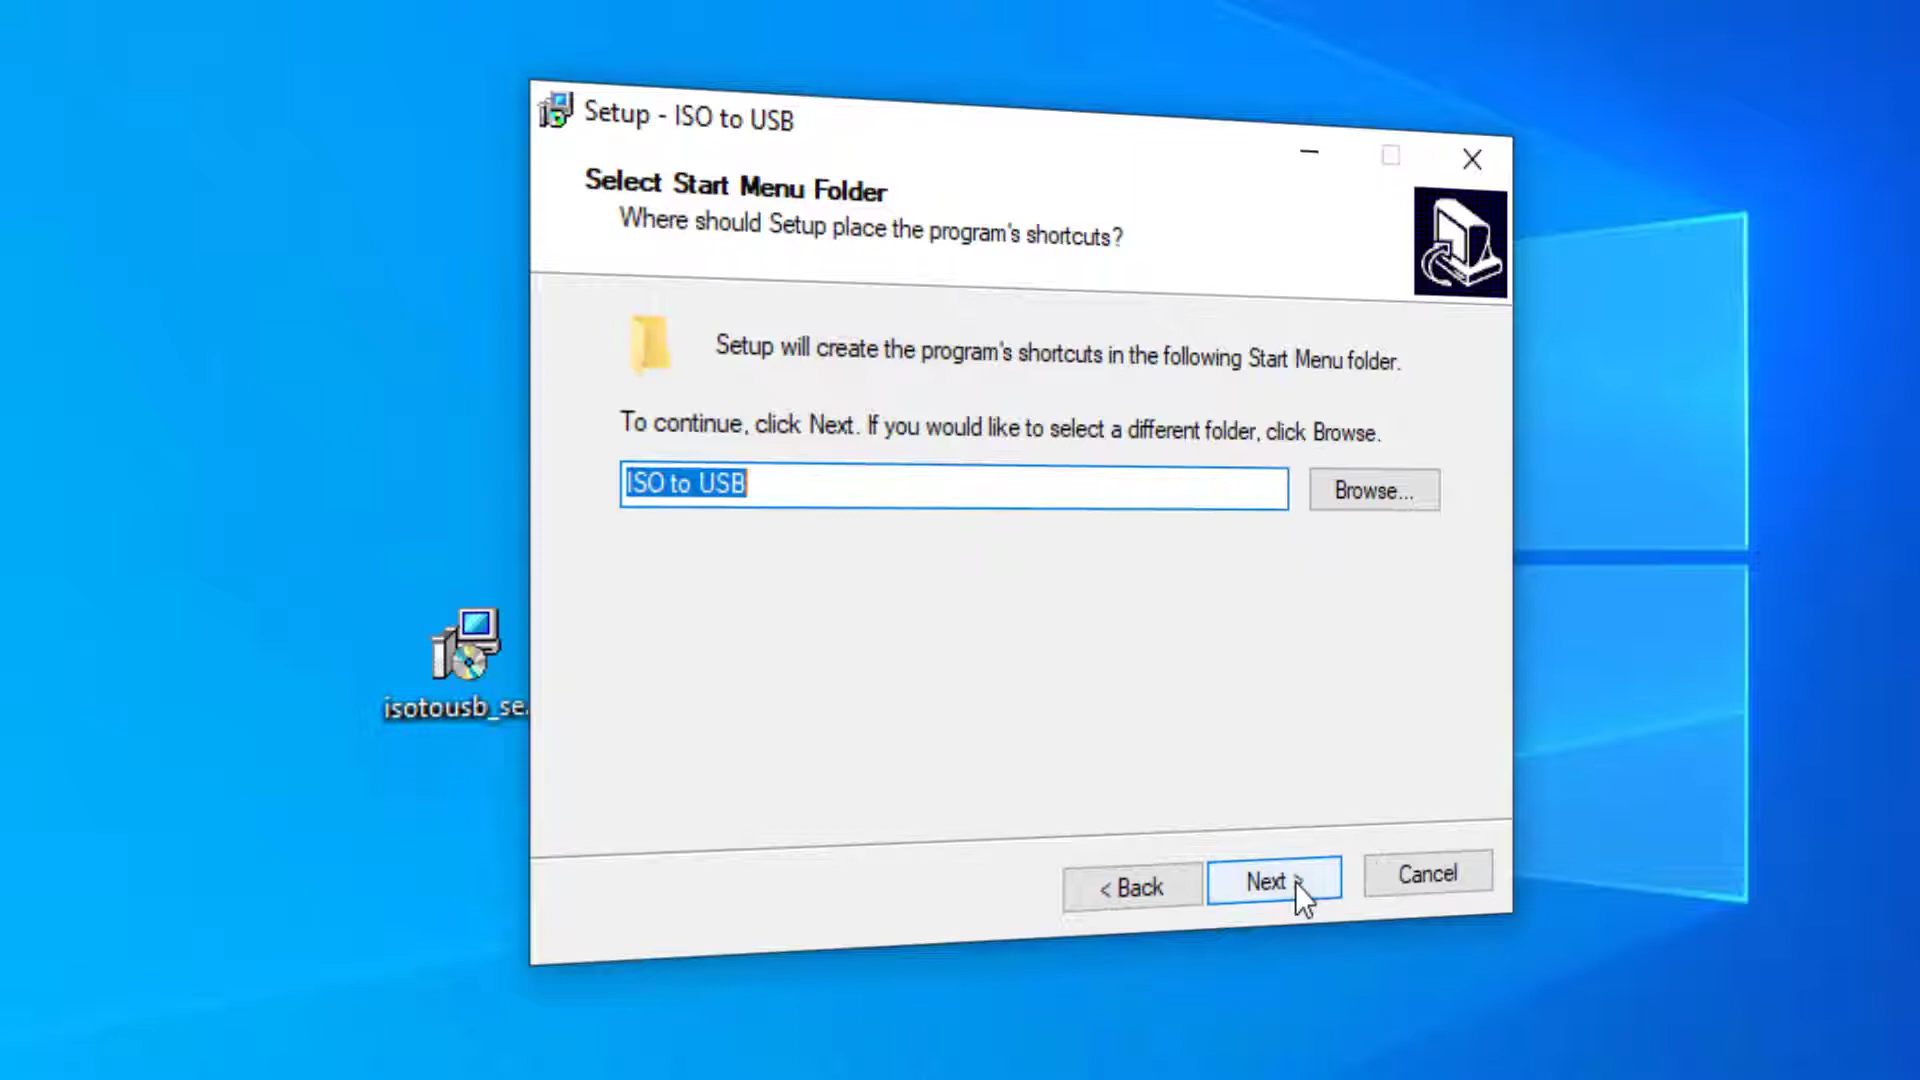 Setup - ISO to USB
Select Start Menu Folder
Where should Setup place the program's shortcuts?
Setup will create the program's shortcuts in the following Start Menu folder.
To continue, click Next. If you would like to select a different folder, click Browse.
ISO to USB
Browse...
isotousb_se.
< Back
Next >
Cancel